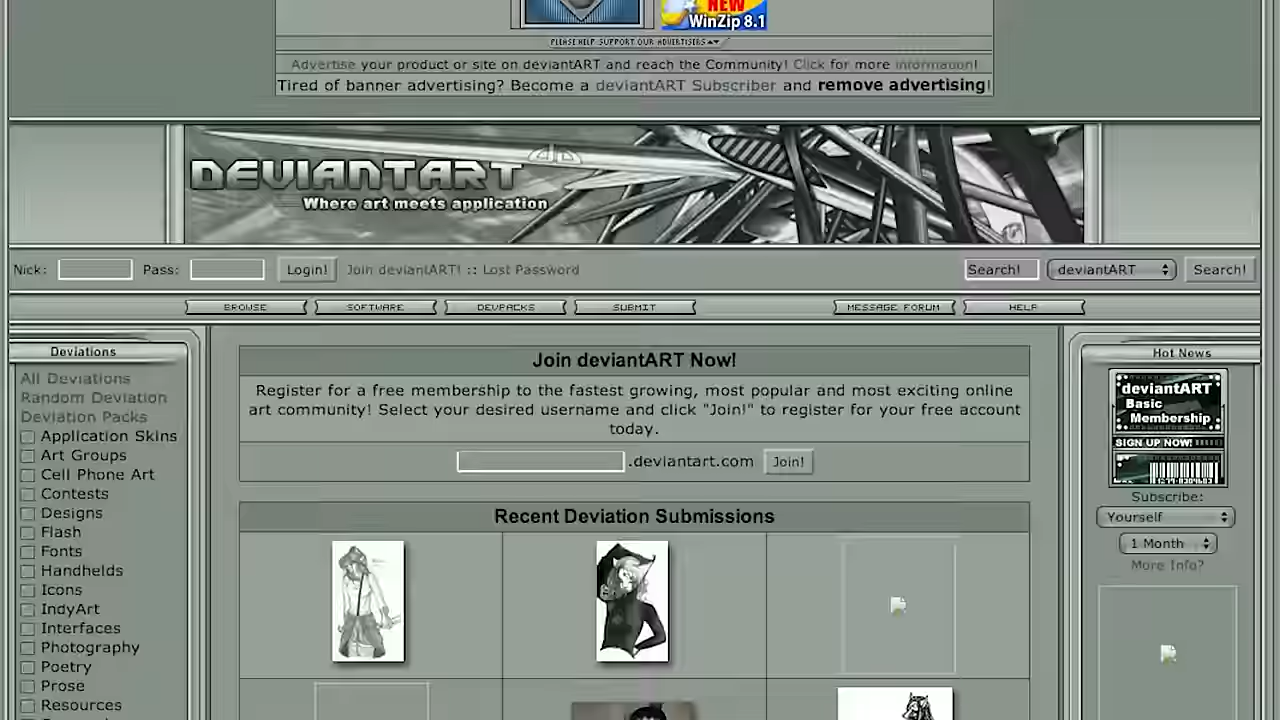 NEW
WinZip 8.1
PLEASE HELP SUPPORT OUR ADVERTISERS
Advertise your product or site on deviantART and reach the Community! Click for more information!
Tired of banner advertising? Become a deviantART Subscriber and remove advertising!
DEVIANTART
Where art meets application
Nick: Pass: Login! Join deviantART! :: Lost Password Search! deviantART Search!
BROWSE SOFTWARE DEVPACKS SUBMIT MESSAGE FORUM HELP
Deviations
All Deviations
Random Deviation
Deviation Packs
Application Skins
Art Groups
Cell Phone Art
Contests
Designs
Flash
Fonts
Handhelds
Icons
IndyArt
Interfaces
Photography
Poetry
Prose
Resources
Join deviantART Now!
Register for a free membership to the fastest growing, most popular and most exciting online
art community! Select your desired username and click "Join!" to register for your free account
today.
.deviantart.com Join!
Recent Deviation Submissions
Hot News
deviantART
Basic
Membership
SIGN UP NOW!
Subscribe:
Yourself
1 Month
More Info?